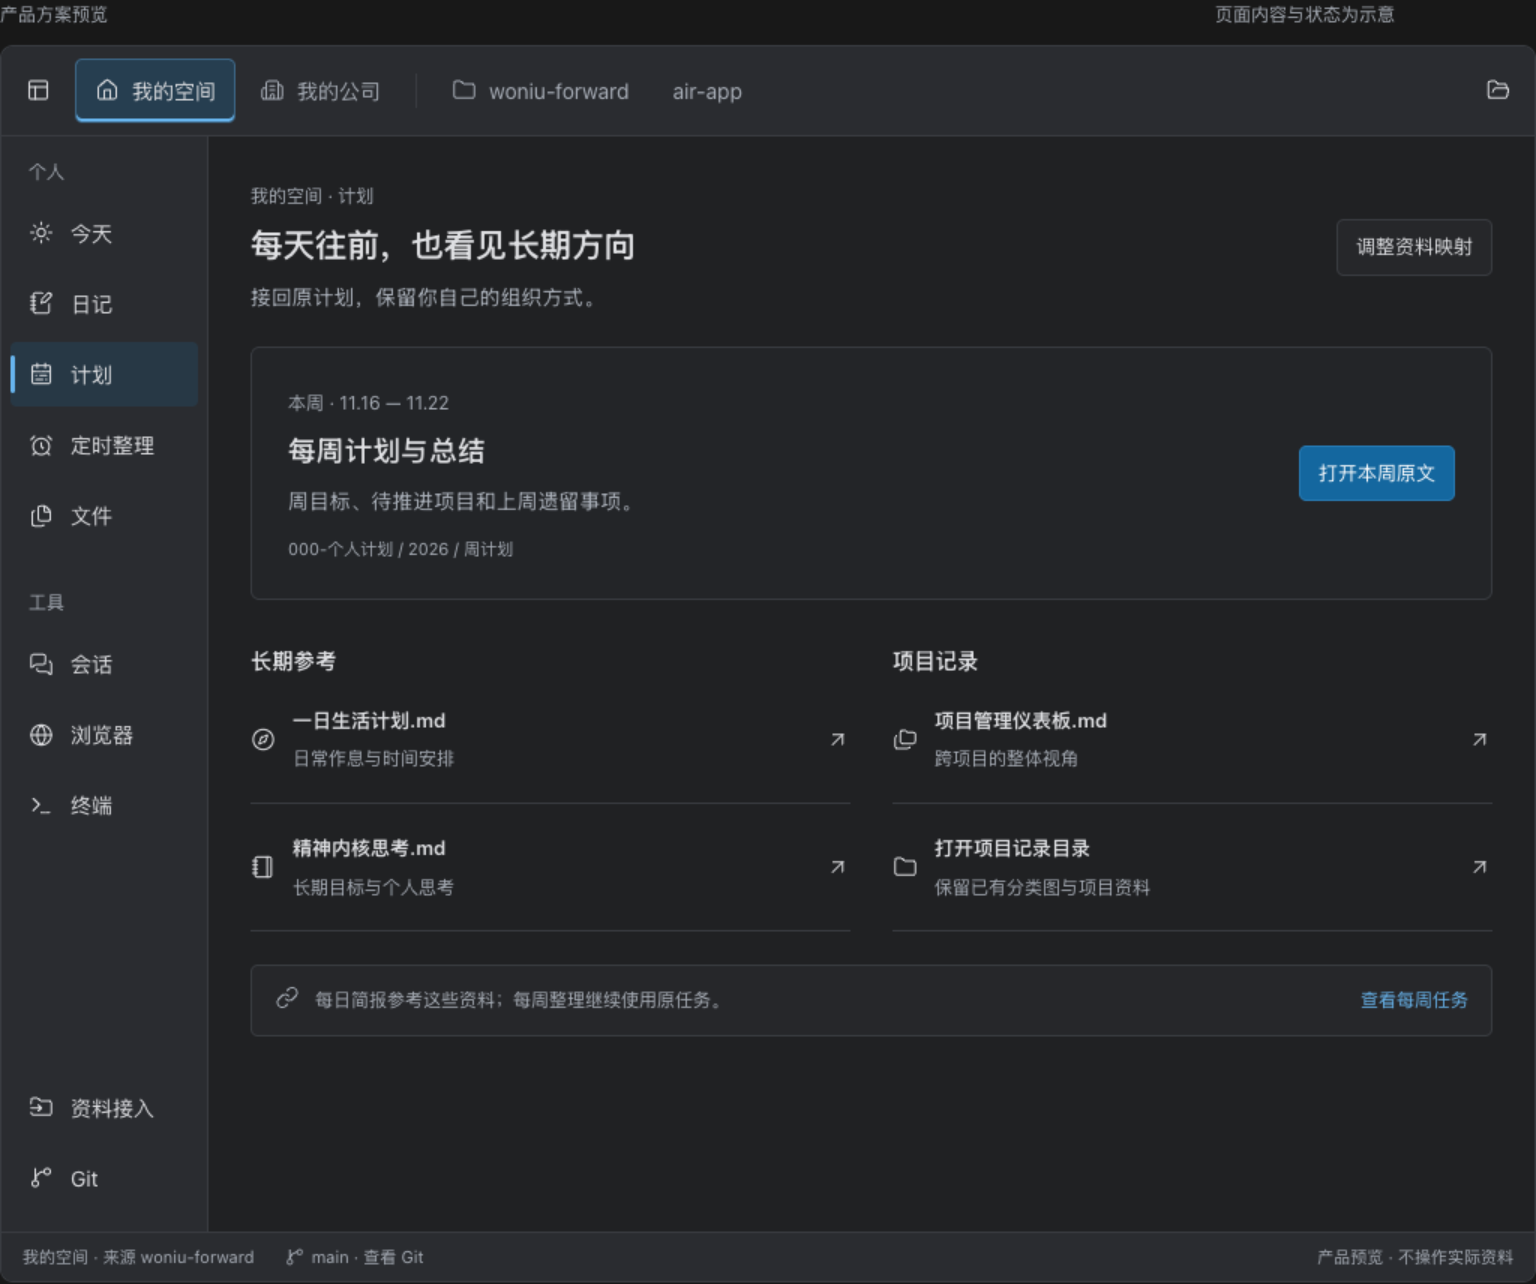 产品方案预览
页面内容与状态为示意
我的空间
我的公司
woniu-forward
air-app
个人
今天
日记
计划
定时整理
文件
工具
会话
浏览器
终端
资料接入
Git
我的空间 · 计划
每天往前，也看见长期方向
接回原计划，保留你自己的组织方式。
调整资料映射
本周 · 11.16 — 11.22
每周计划与总结
周目标、待推进项目和上周遗留事项。
000-个人计划 / 2026 / 周计划
打开本周原文
长期参考
一日生活计划.md
日常作息与时间安排
精神内核思考.md
长期目标与个人思考
项目记录
项目管理仪表板.md
跨项目的整体视角
打开项目记录目录
保留已有分类图与项目资料
每日简报参考这些资料；每周整理继续使用原任务。
查看每周任务
我的空间 · 来源 woniu-forward
main · 查看 Git
产品预览 · 不操作实际资料